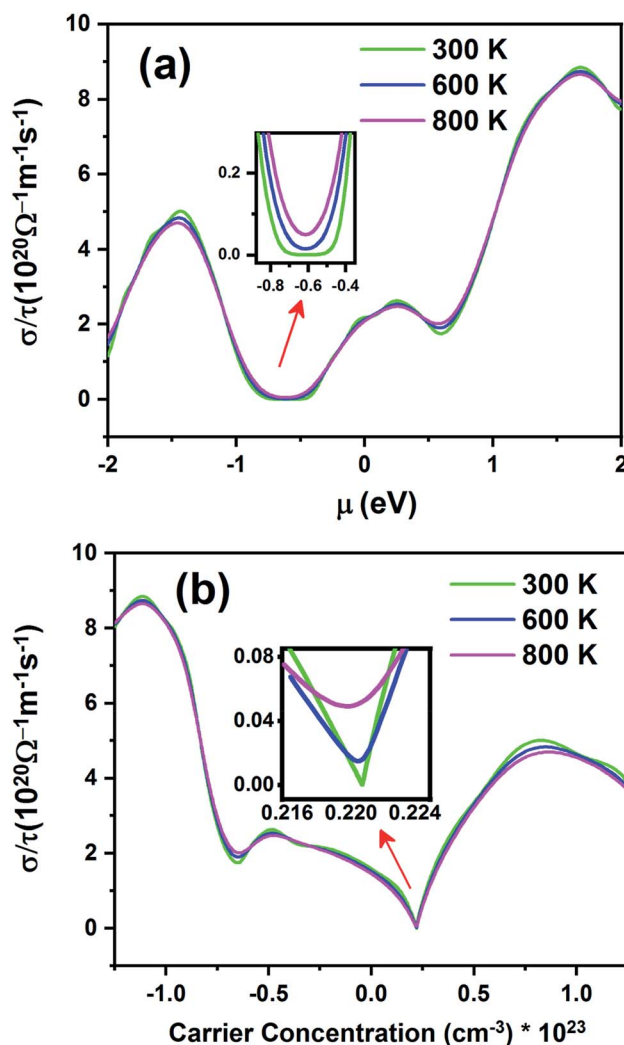 (a)
300 K
600 K
800 K
σ/τ(10²⁰Ω⁻¹m⁻¹s⁻¹)
10
8
6
4
2
0
0.2
0.0
-0.8 -0.6 -0.4
-2 -1 0 1 2
μ (eV)
(b)
300 K
600 K
800 K
σ/τ(10²⁰Ω⁻¹m⁻¹s⁻¹)
10
8
6
4
2
0
0.08
0.04
0.00
0.216 0.220 0.224
-1.0 -0.5 0.0 0.5 1.0
Carrier Concentration (cm⁻³) * 10²³